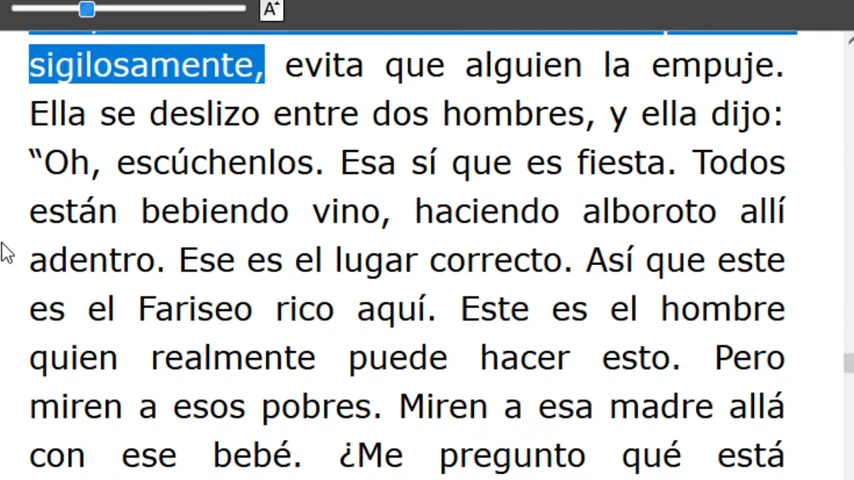 A
sigilosamente, evita que alguien la empuje.
Ella se deslizo entre dos hombres, y ella dijo:
“Oh, escúchenlos. Esa sí que es fiesta. Todos
están bebiendo vino, haciendo alboroto allí
adentro. Ese es el lugar correcto. Así que este
es el Fariseo rico aquí. Este es el hombre
quien realmente puede hacer esto. Pero
miren a esos pobres. Miren a esa madre allá
con ese bebé. ¿Me pregunto qué está